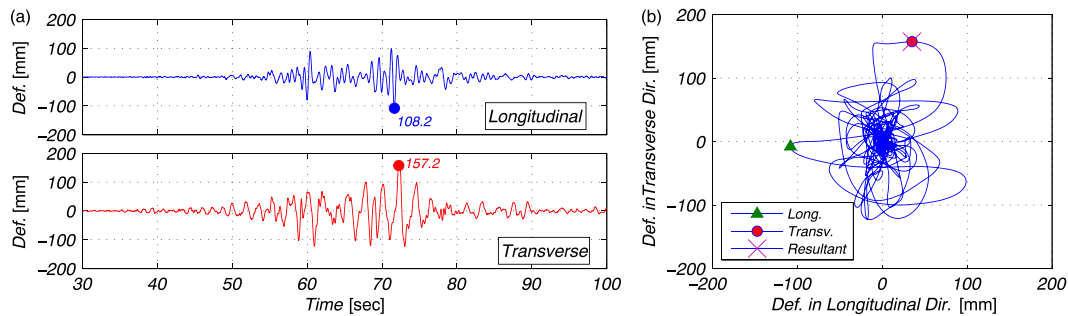 (a)
200
100
0
−100
−200
Def. [mm]
108.2
Longitudinal
200
100
0
−100
−200
Def. [mm]
157.2
Transverse
30 40 50 60 70 80 90 100
Time [sec]
(b)
200
100
0
−100
−200
Def. inTransverse Dir. [mm]
Long.
Transv.
Resultant
−200 −100 0 100 200
Def. in Longitudinal Dir. [mm]